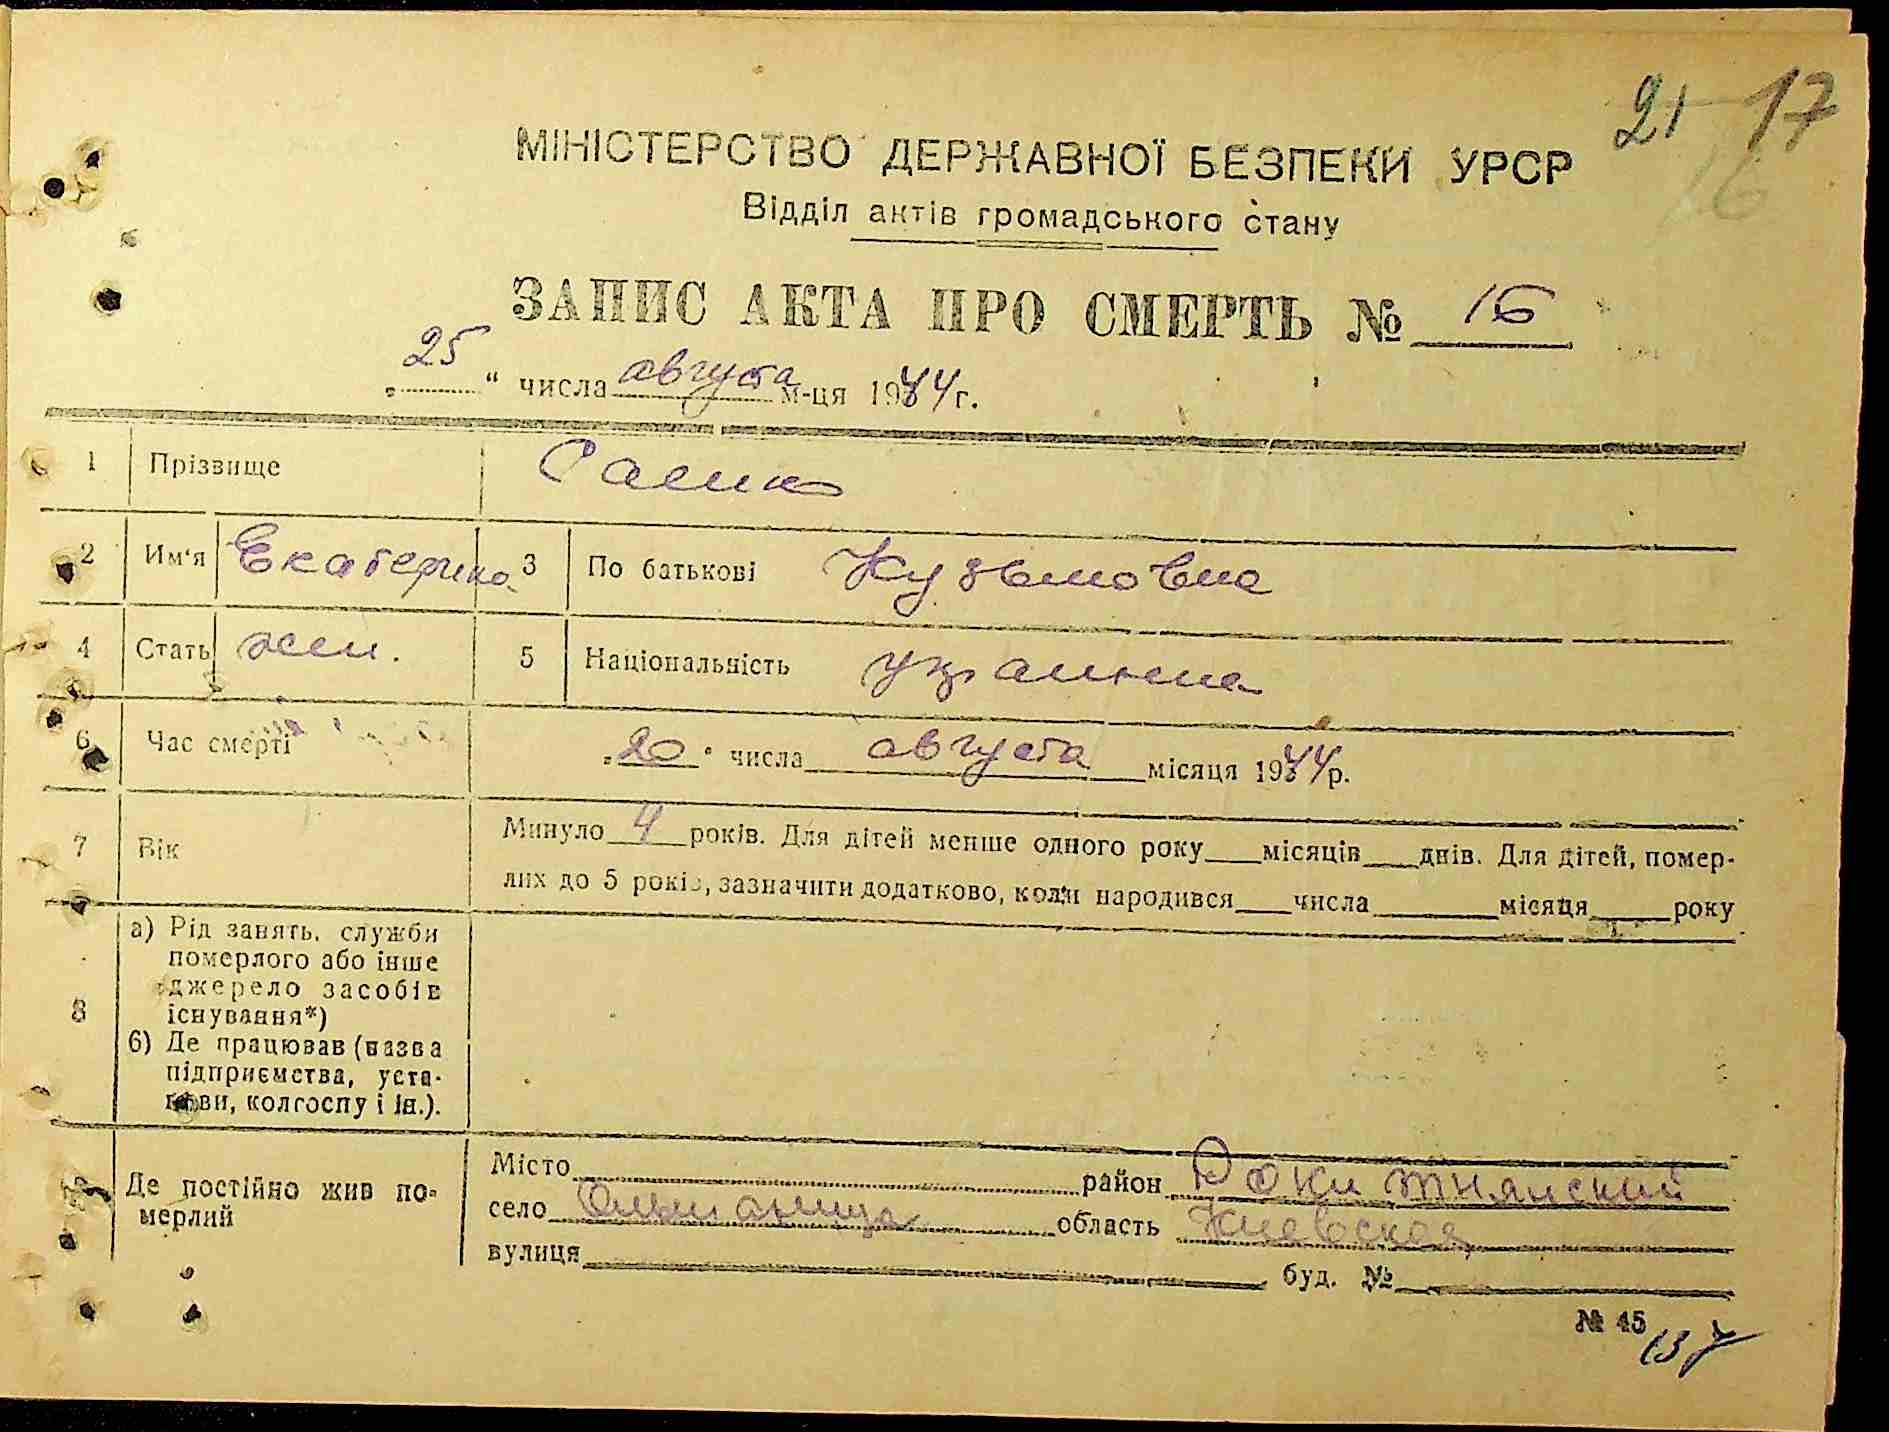 21 17
16
МІНІСТЕРСТВО ДЕРЖАВНОЇ БЕЗПЕКИ УРСР
Відділ актів громадського стану
ЗАПИС АКТА ПРО СМЕРТЬ № 16
„ 25 “ числа августа м-ця 1944 г.
1 Прізвище
2 Им'я Екатерина 3 По батькові Кузьмовна
4 Стать жен. 5 Національність украинка
6 Час смерті „20“ числа августа місяця 1944 р.
7 Вік Минуло 4 років. Для дітей менше одного року місяців днів. Для дітей, помер-
лих до 5 років, зазначити додатково, коли народився числа місяця року
8 а) Рід занять, служби
померлого або інше
джерело засобів
існування*)
б) Де працював (назва
підприємства, уста-
нови, колгоспу і ін.).
Де постійно жив по-
мерлий
Місто район Рокитнянский
село Ольшаница область Киевская
вулиця буд. №
№ 45
137